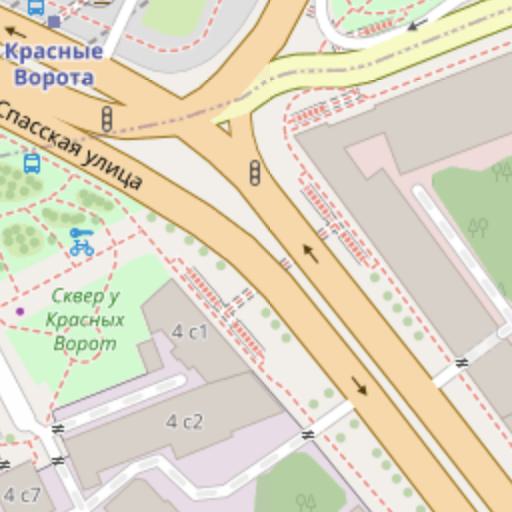 Красные
Ворота
Спасская улица
Сквер у
Красных
Ворот
4 с1
4 с2
4 с7